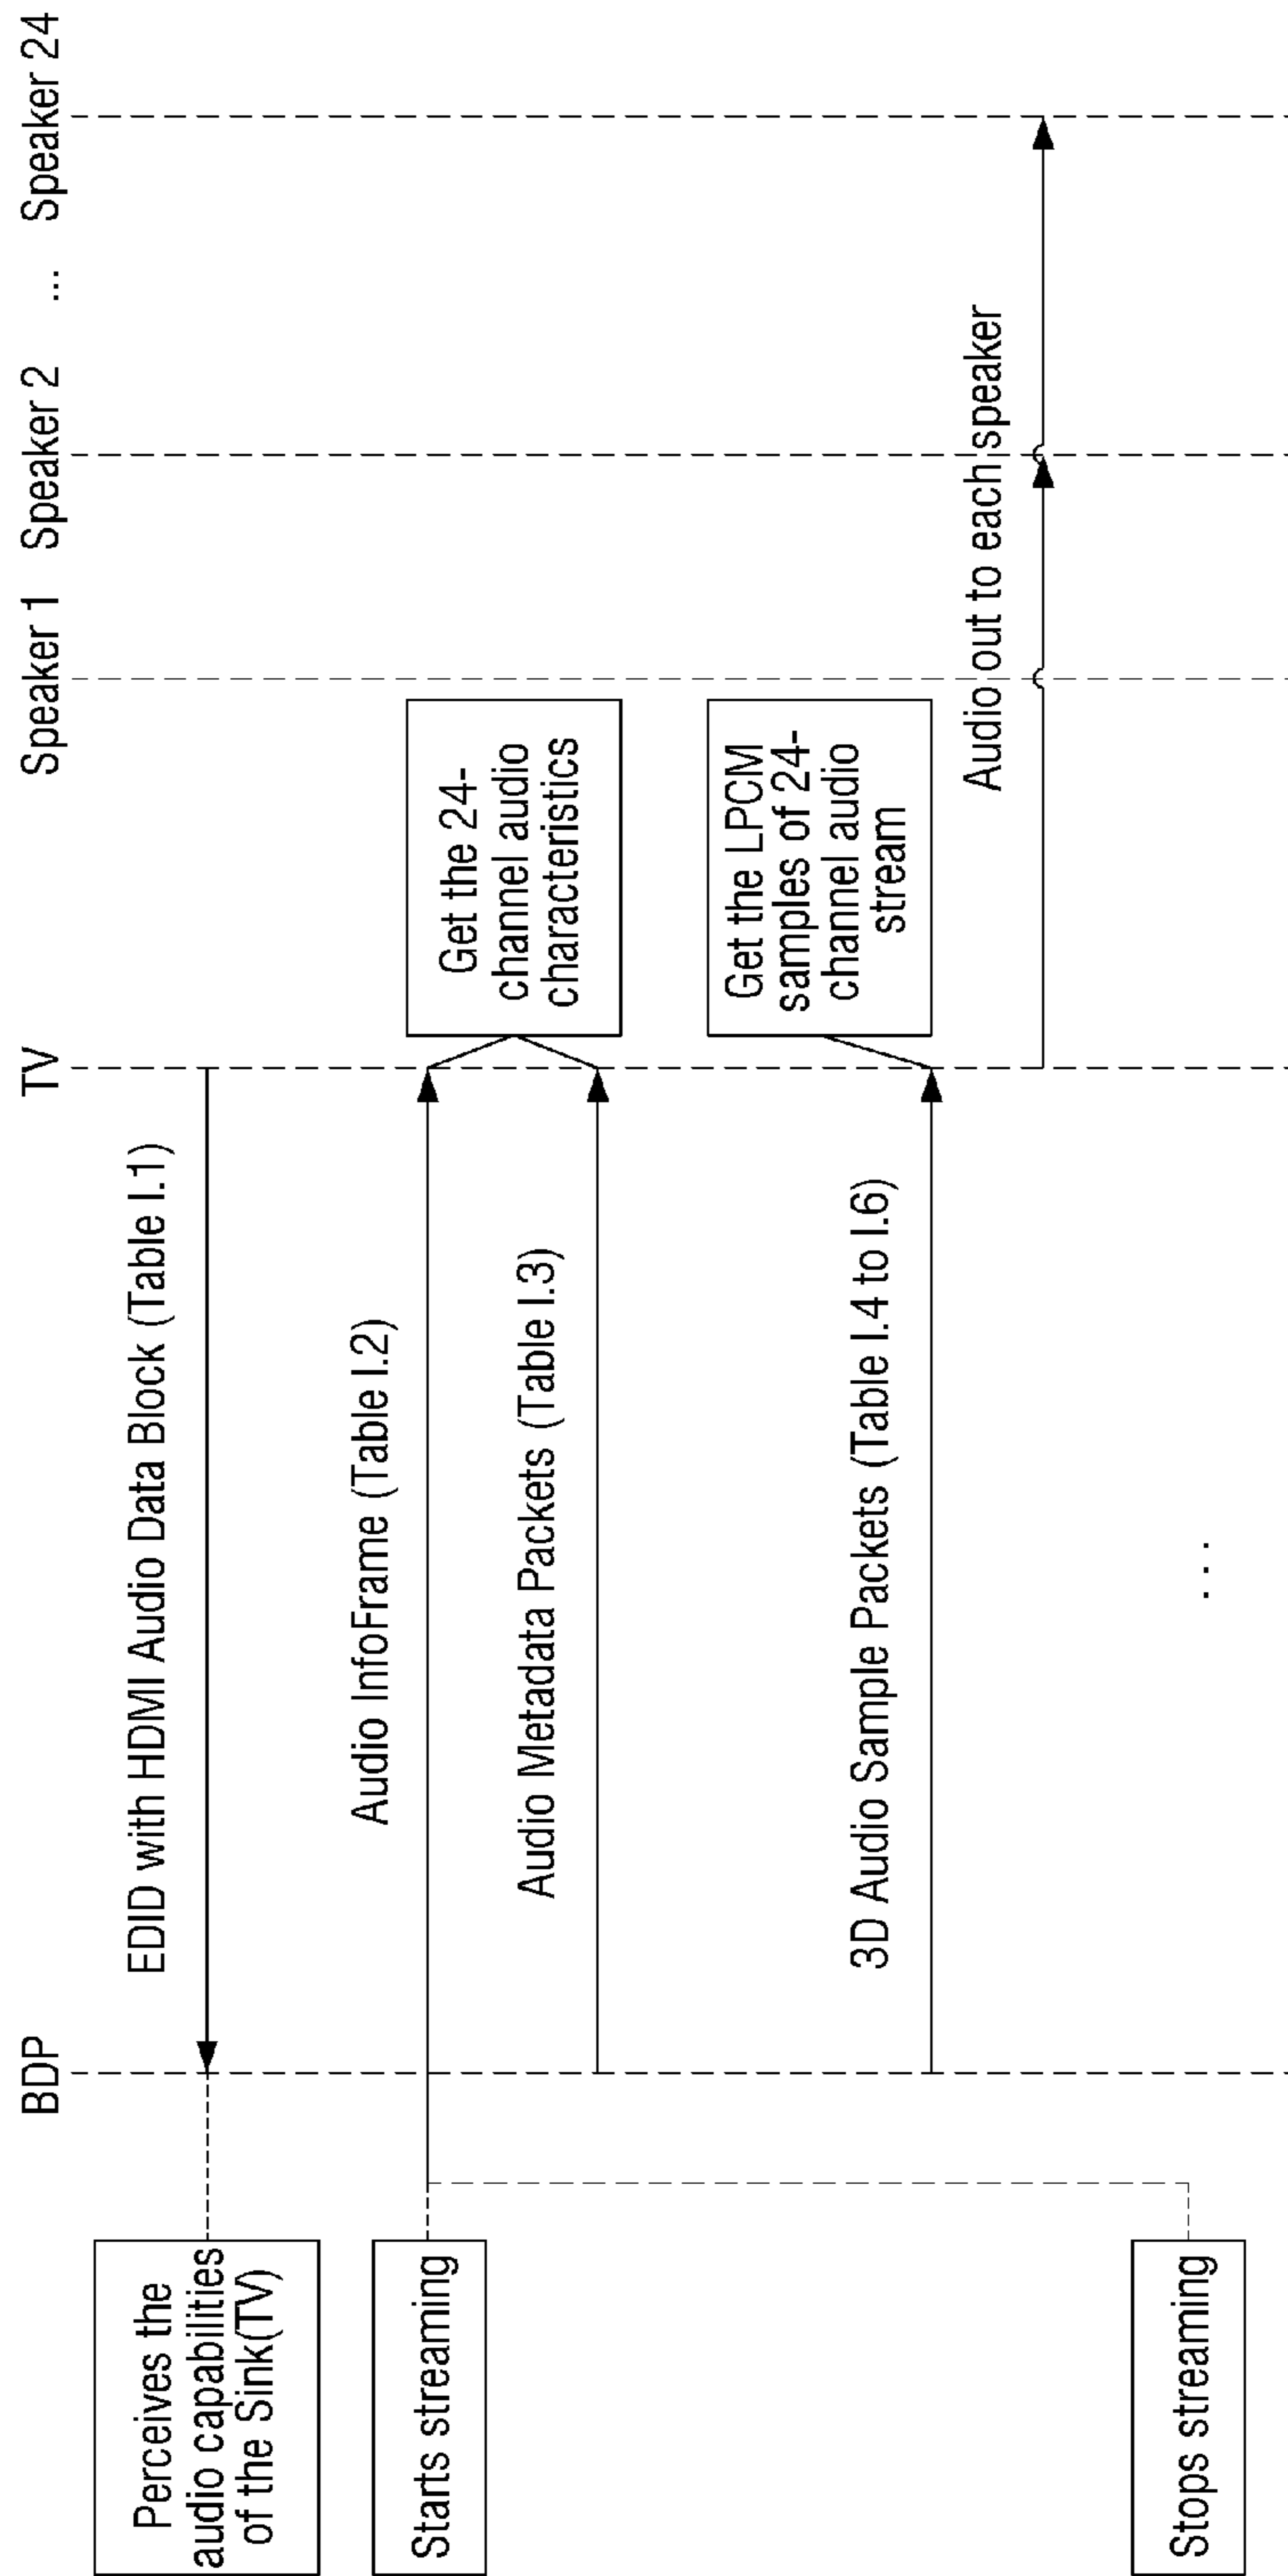 BDP
TV
Speaker 1
Speaker 2
...
Speaker 24
Perceives the
audio capabilities
of the Sink(TV)
EDID with HDMI Audio Data Block (Table I.1)
Starts streaming
Audio InfoFrame (Table I.2)
Get the 24-
channel audio
characteristics
Audio Metadata Packets (Table I.3)
3D Audio Sample Packets (Table I.4 to I.6)
Get the LPCM
samples of 24-
channel audio
stream
Audio out to each speaker
Stops streaming
...